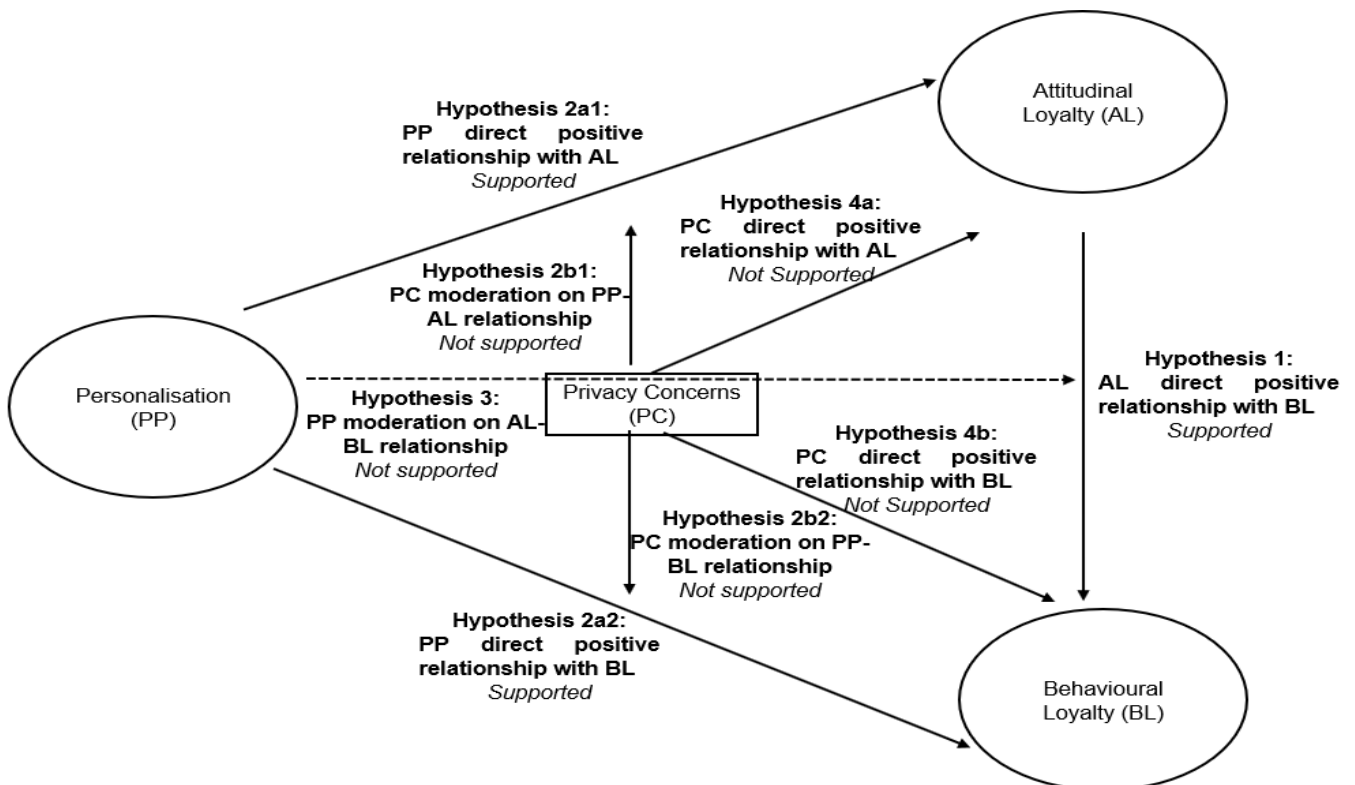 Attitudinal
Loyalty (AL)
Hypothesis 2a1:
PP direct positive
relationship with AL
Supported
Hypothesis 4a:
PC direct positive
relationship with AL
Not Supported
Hypothesis 2b1:
PC moderation on PP-
AL relationship
Not supported
Personalisation
(PP)
Privacy Concerns
(PC)
Hypothesis 1:
AL direct positive
relationship with BL
Supported
Hypothesis 3:
PP moderation on AL-
BL relationship
Not supported
Hypothesis 4b:
PC direct positive
relationship with BL
Not Supported
Hypothesis 2b2:
PC moderation on PP-
BL relationship
Not supported
Hypothesis 2a2:
PP direct positive
relationship with BL
Supported
Behavioural
Loyalty (BL)